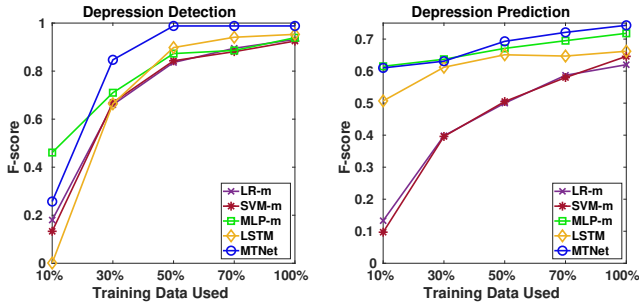 Depression Detection
1
0.8
0.6
0.4
0.2
0
F-score
10% 30% 50% 70% 100%
Training Data Used
LR-m
SVM-m
MLP-m
LSTM
MTNet
Depression Prediction
0.7
0.6
0.5
0.4
0.3
0.2
0.1
0
F-score
10% 30% 50% 70% 100%
Training Data Used
LR-m
SVM-m
MLP-m
LSTM
MTNet